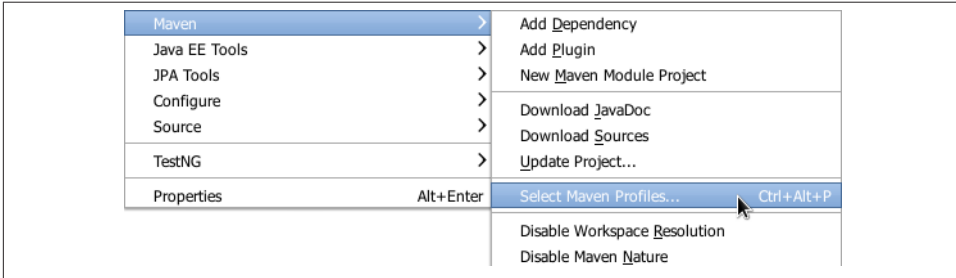 Maven
Java EE Tools
JPA Tools
Configure
Source
TestNG
Properties Alt+Enter
Add Dependency
Add Plugin
New Maven Module Project
Download JavaDoc
Download Sources
Update Project...
Select Maven Profiles... Ctrl+Alt+P
Disable Workspace Resolution
Disable Maven Nature